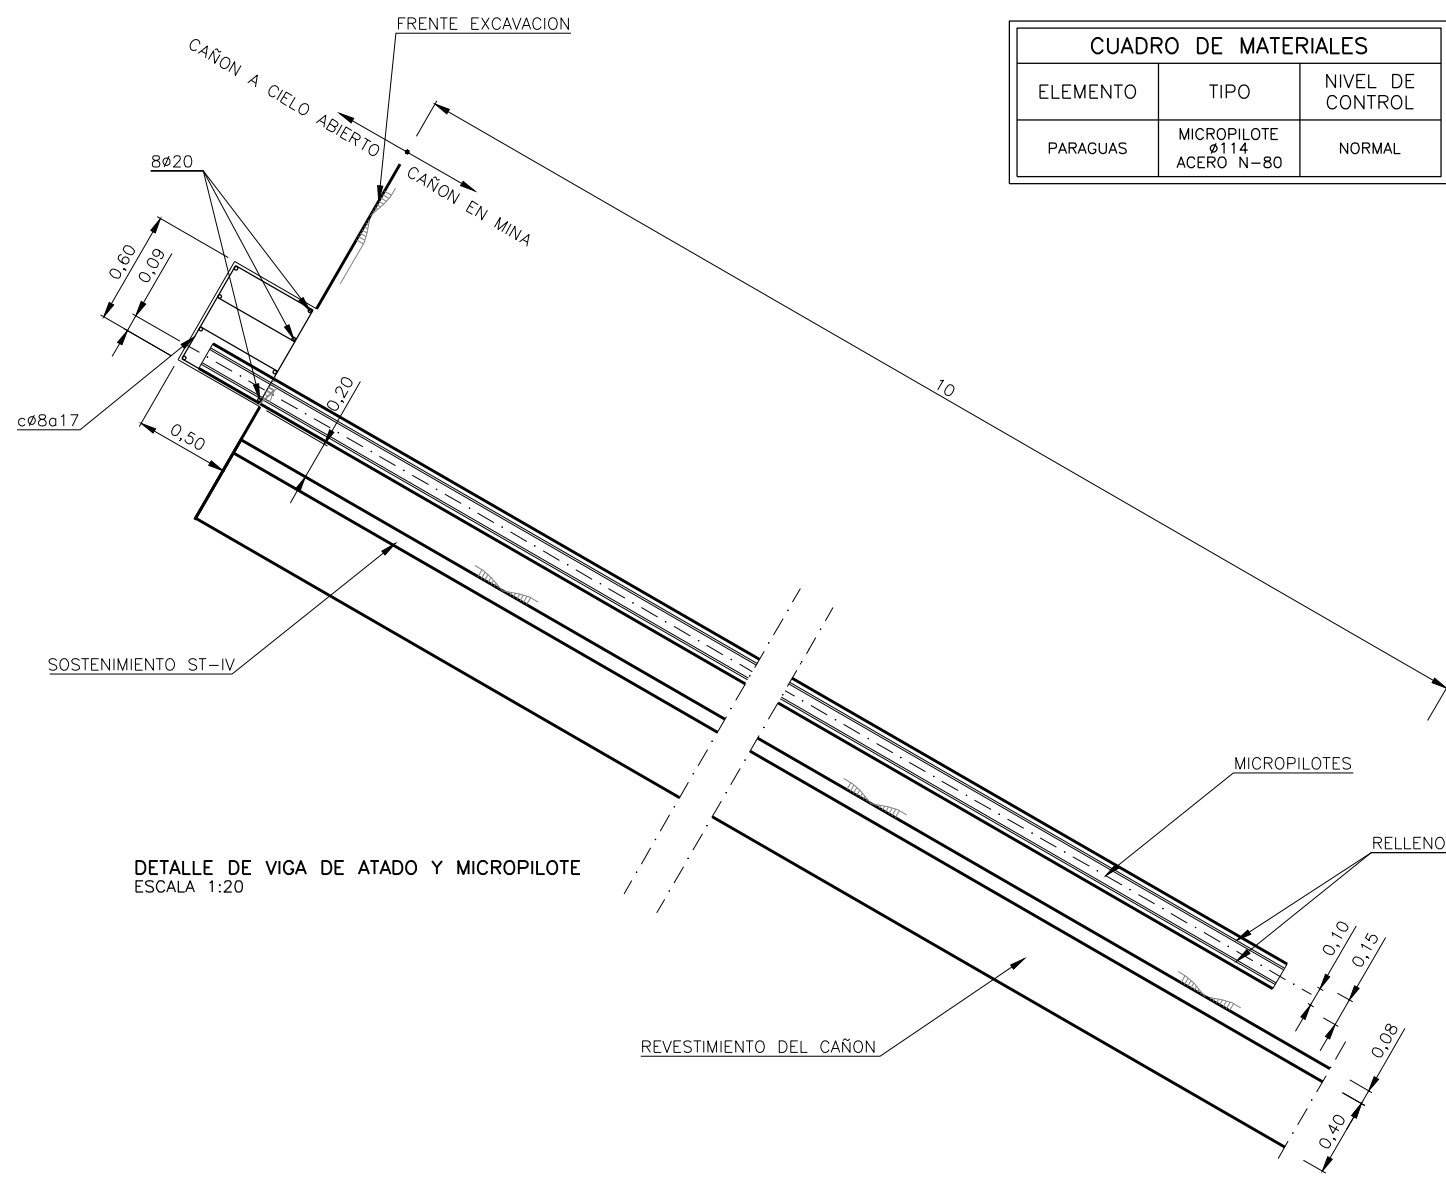 FRENTE EXCAVACION
CAÑON A CIELO ABIERTO
CAÑON EN MINA
8ø20
0,60
0,09
cø8a17
0,50
0,20
10
CUADRO DE MATERIALES
ELEMENTO
TIPO
NIVEL DE
CONTROL
PARAGUAS
MICROPILOTE
ø114
ACERO N-80
NORMAL
SOSTENIMIENTO ST-IV
MICROPILOTES
RELLENO
DETALLE DE VIGA DE ATADO Y MICROPILOTE
ESCALA 1:20
REVESTIMIENTO DEL CAÑON
0,10
0,15
0,08
0,40